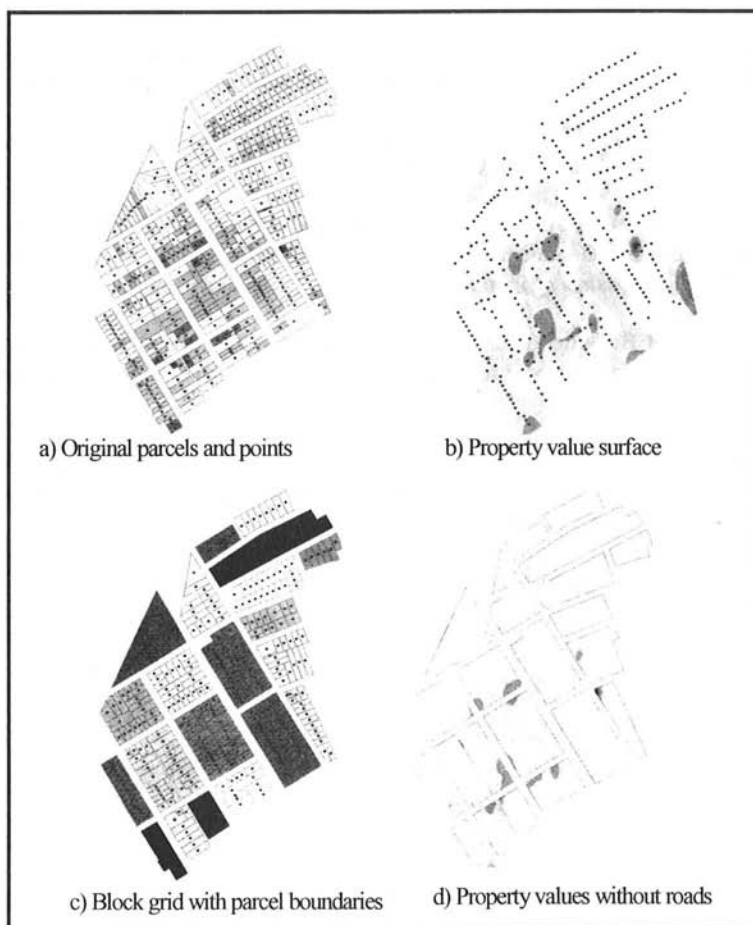 a) Original parcels and points
b) Property value surface
c) Block grid with parcel boundaries
d) Property values without roads